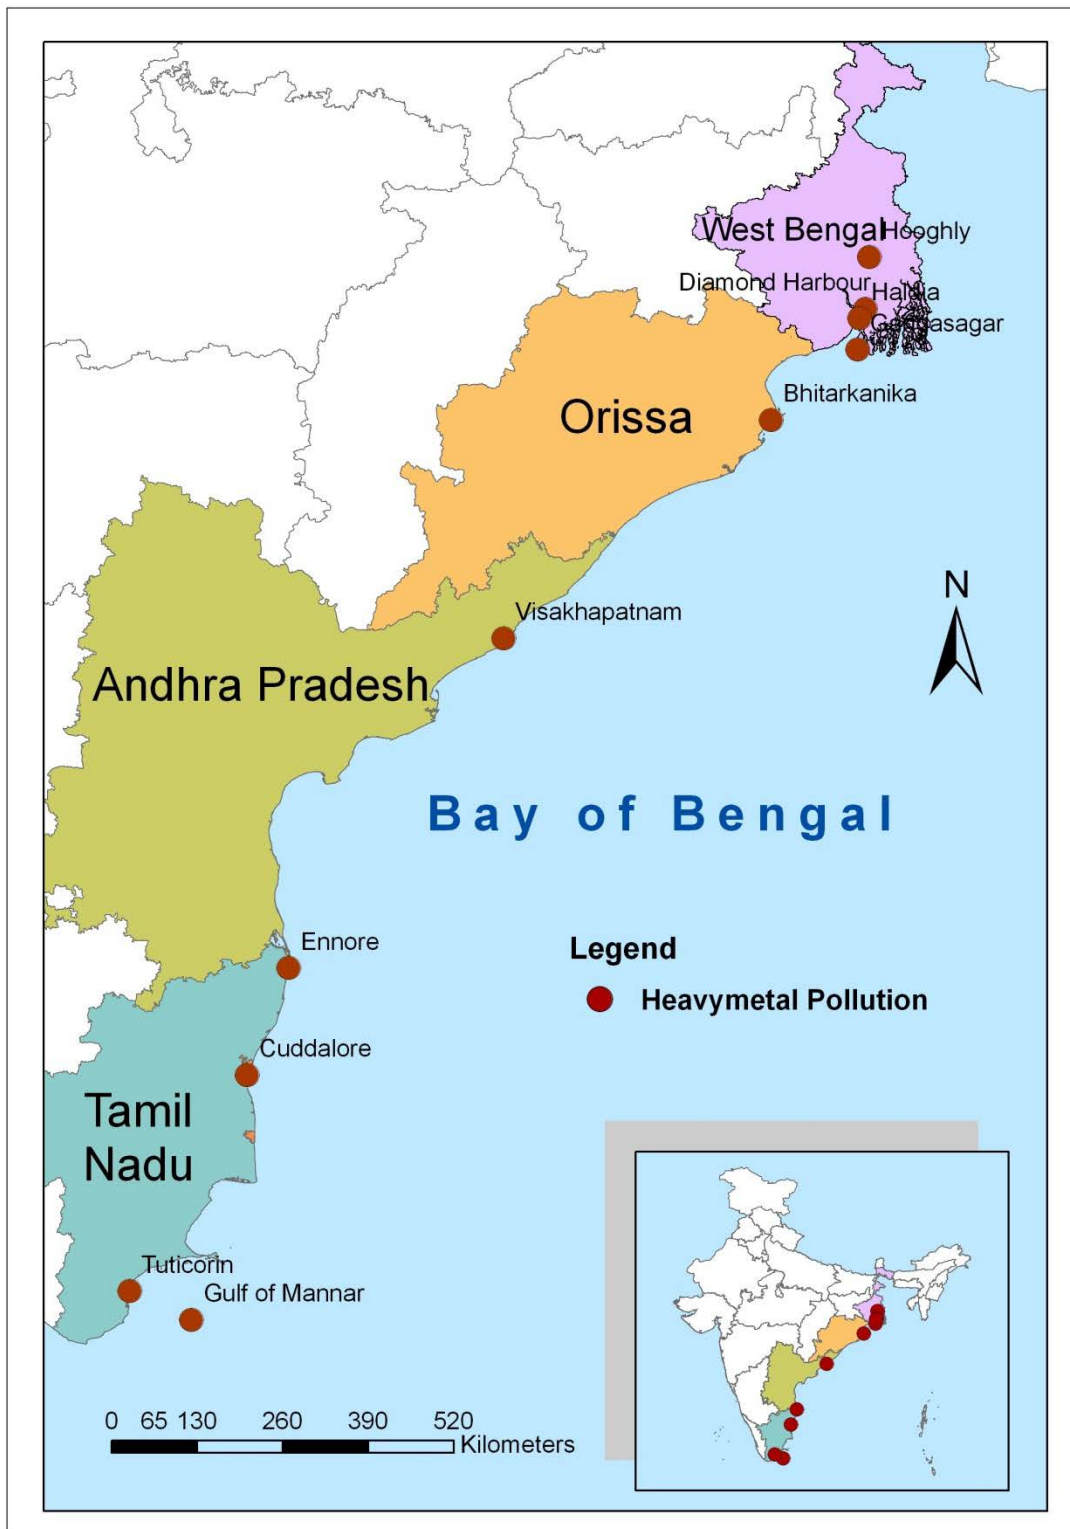 West Bengal
Hooghly
Diamond Harbour
Haldia
Gangasagar
Bhitarkanika
Orissa
Visakhapatnam
N
Andhra Pradesh
Bay of Bengal
Ennore
Legend
Heavymetal Pollution
Cuddalore
Tamil
Nadu
Tuticorin
Gulf of Mannar
0 65 130 260 390 520
Kilometers